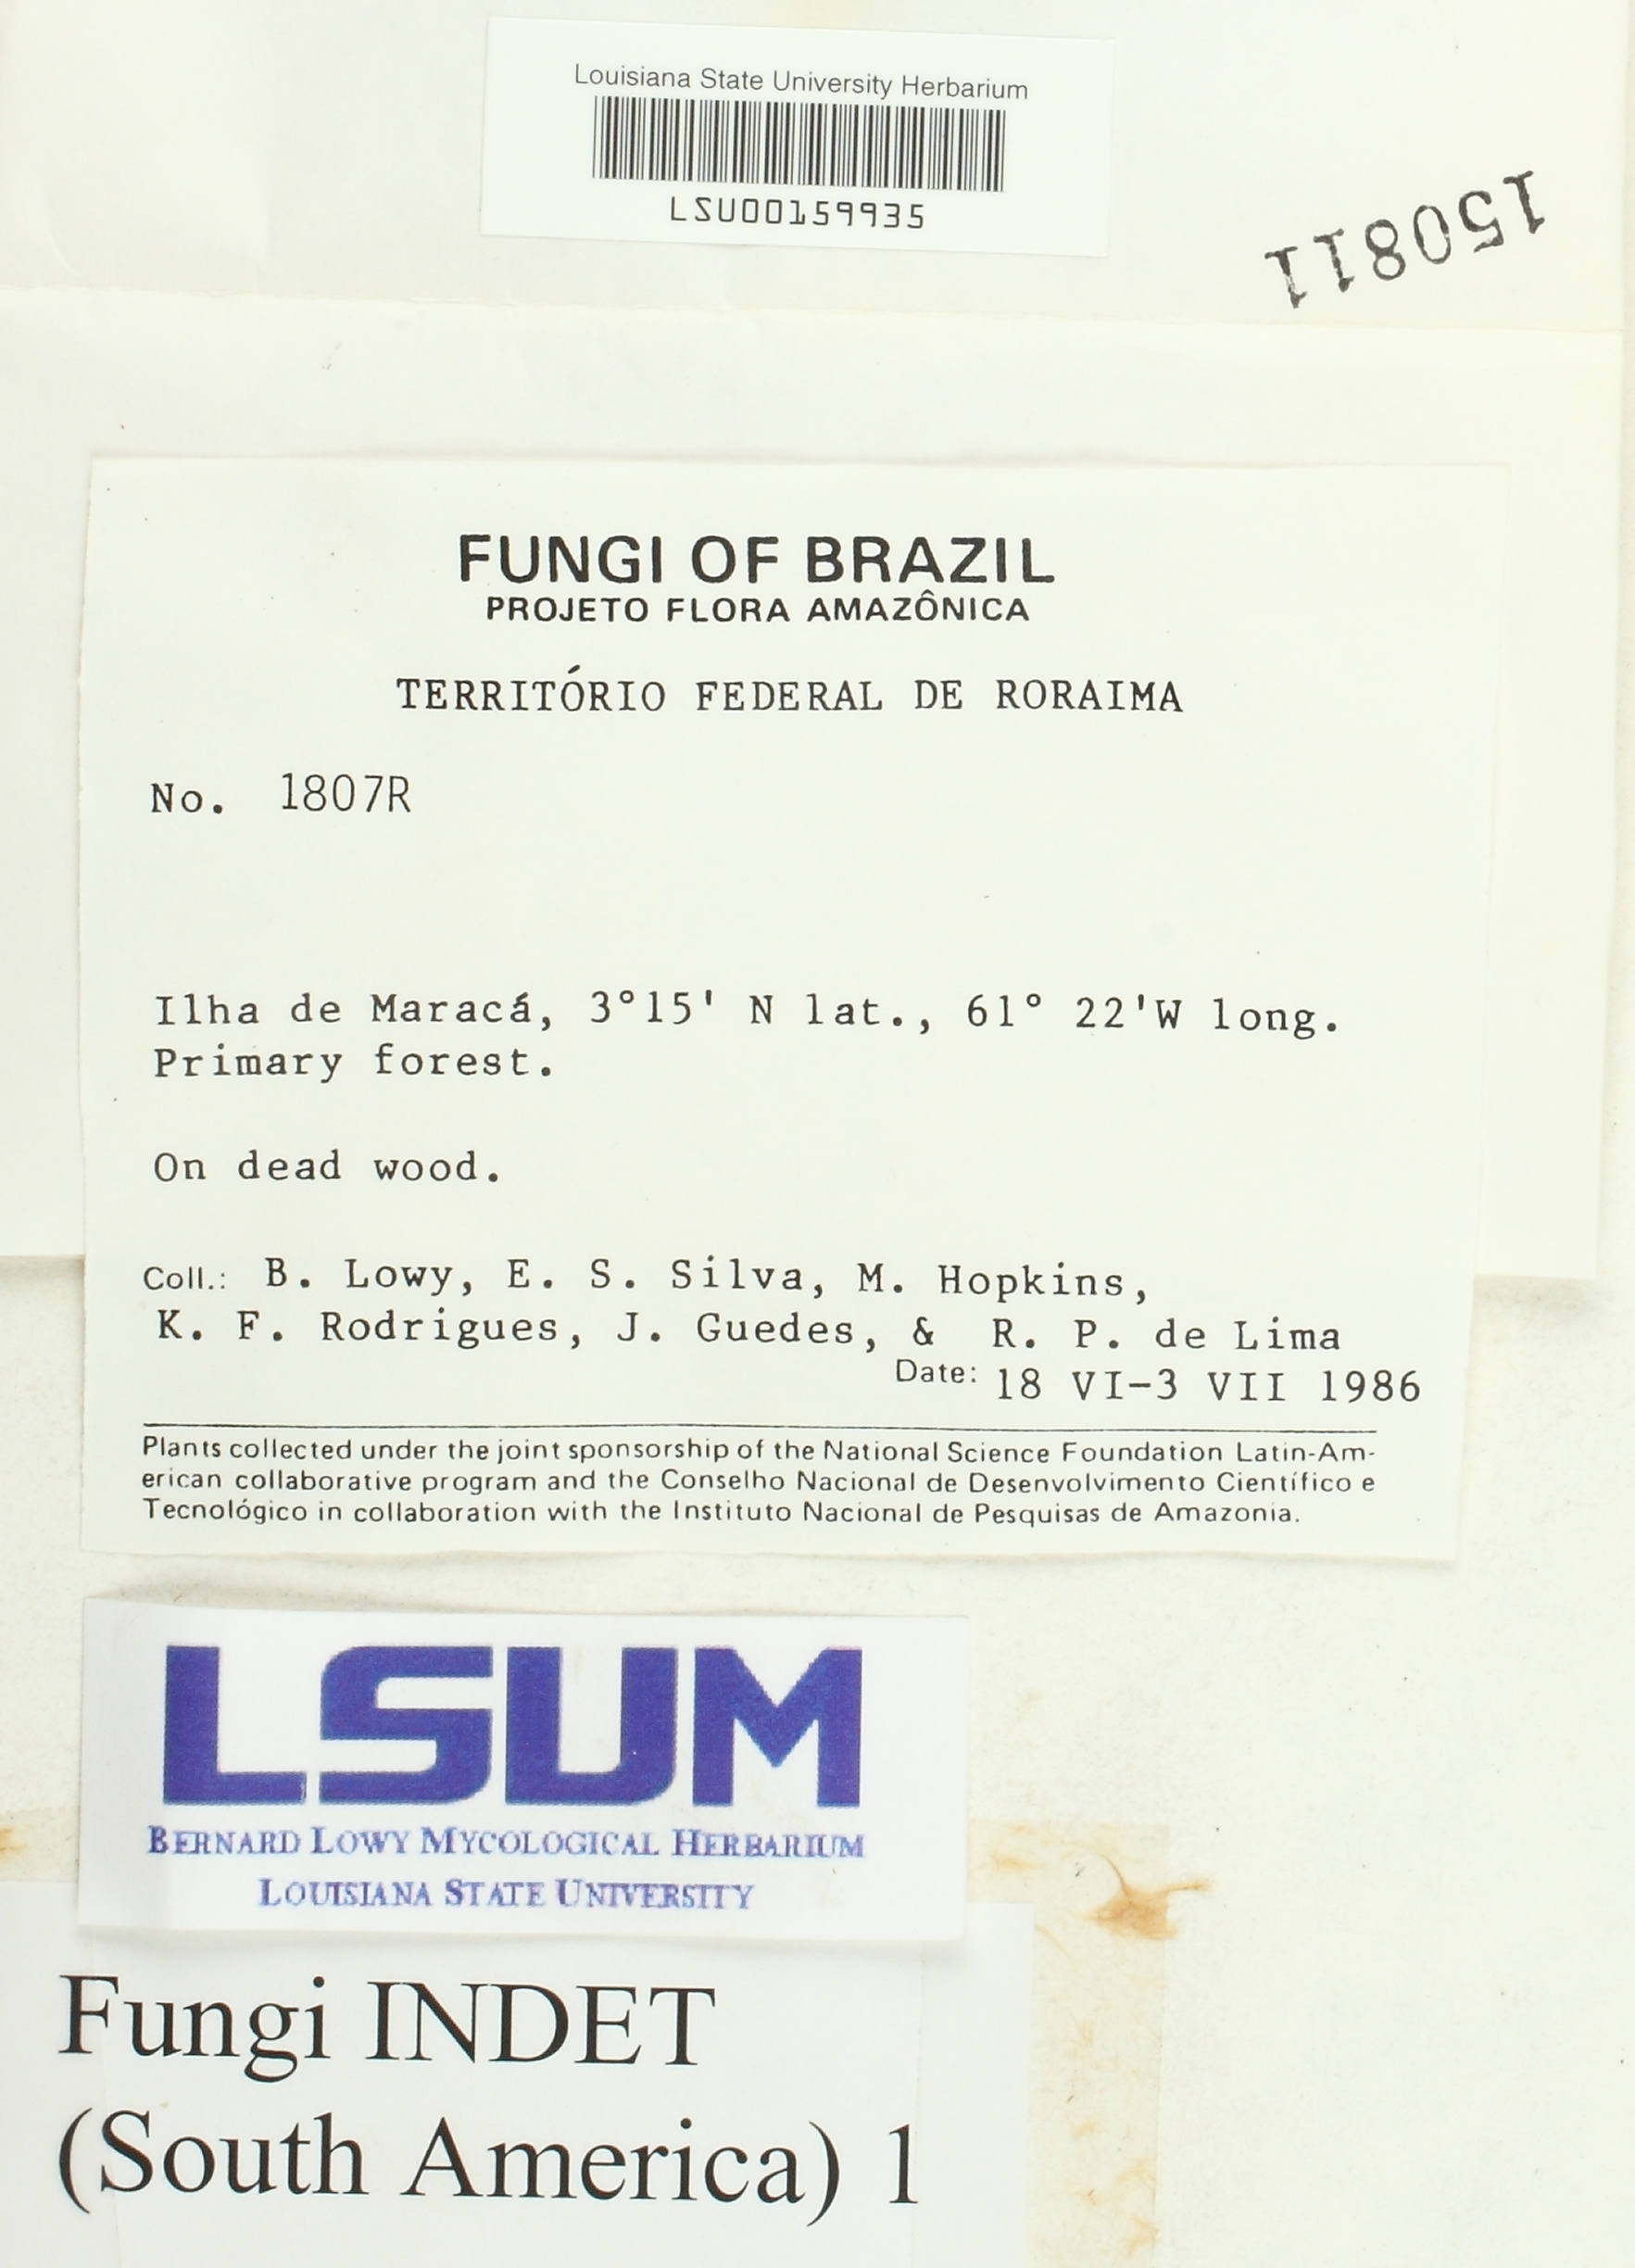 Louisiana State University Herbarium
LSU00159935
150811
FUNGI OF BRAZIL
PROJETO FLORA AMAZÔNICA
TERRITÓRIO FEDERAL DE RORAIMA
No. 1807R
Ilha de Maracá, 3°15' N lat., 61° 22'W long.
Primary forest.
On dead wood.
Coll.: B. Lowy, E. S. Silva, M. Hopkins,
K. F. Rodrigues, J. Guedes, & R. P. de Lima
Date: 18 VI-3 VII 1986
Plants collected under the joint sponsorship of the National Science Foundation Latin-Am-
erican collaborative program and the Conselho Nacional de Desenvolvimento Científico e
Tecnológico in collaboration with the Instituto Nacional de Pesquisas de Amazonia.
LSUM
BERNARD LOWY MYCOLOGICAL HERBARIUM
LOUISIANA STATE UNIVERSITY
Fungi INDET
(South America) 1